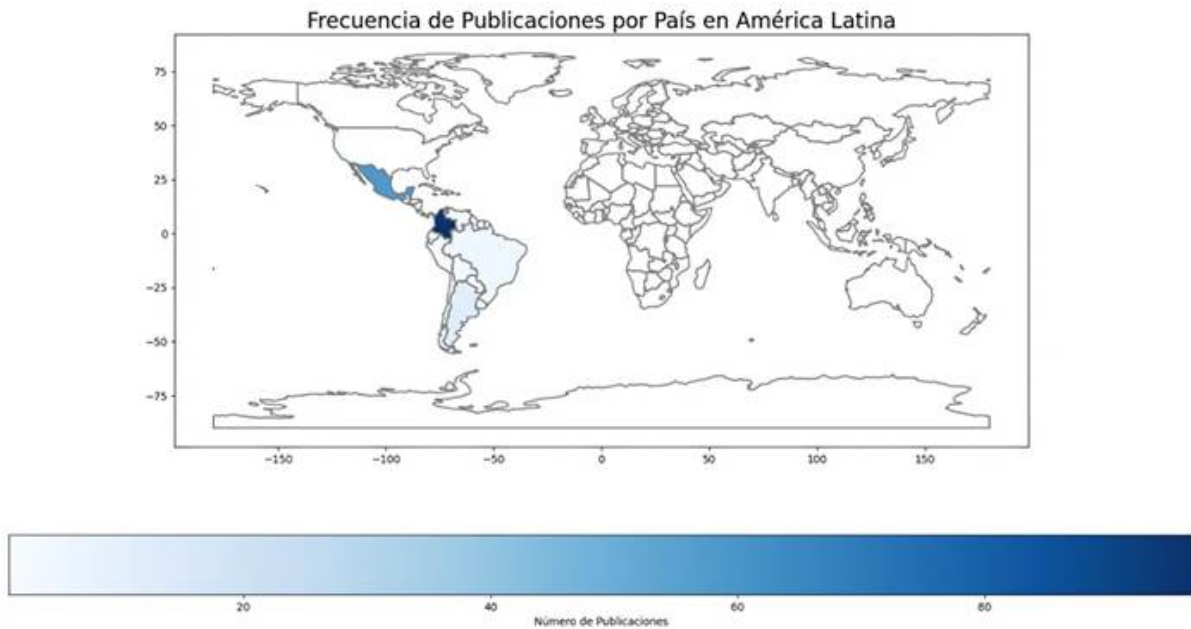 Frecuencia de Publicaciones por País en América Latina
75
50
25
0
−25
−50
−75
−150 −100 −50 0 50 100 150
20 40 60 80
Número de Publicaciones